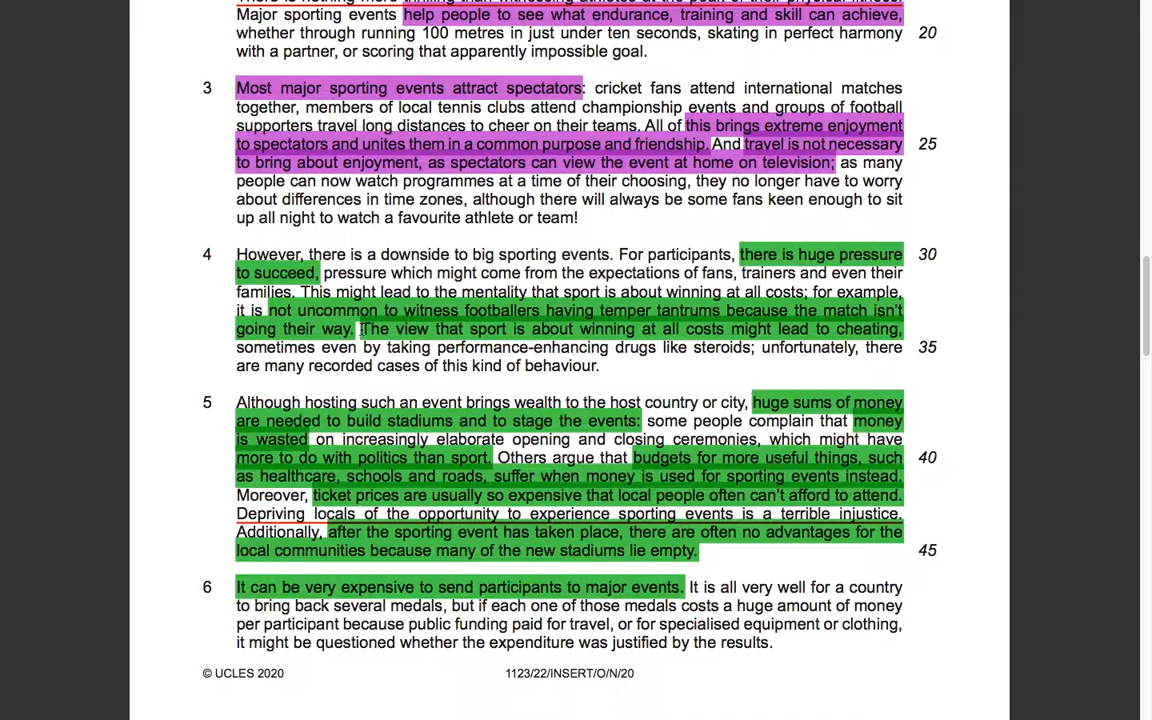 Major sporting events help people to see what endurance, training and skill can achieve,
whether through running 100 metres in just under ten seconds, skating in perfect harmony 20
with a partner, or scoring that apparently impossible goal.
3 Most major sporting events attract spectators: cricket fans attend international matches
together, members of local tennis clubs attend championship events and groups of football
supporters travel long distances to cheer on their teams. All of this brings extreme enjoyment
to spectators and unites them in a common purpose and friendship. And travel is not necessary 25
to bring about enjoyment, as spectators can view the event at home on television; as many
people can now watch programmes at a time of their choosing, they no longer have to worry
about differences in time zones, although there will always be some fans keen enough to sit
up all night to watch a favourite athlete or team!
4 However, there is a downside to big sporting events. For participants, there is huge pressure 30
to succeed, pressure which might come from the expectations of fans, trainers and even their
families. This might lead to the mentality that sport is about winning at all costs; for example,
it is not uncommon to witness footballers having temper tantrums because the match isn't
going their way. The view that sport is about winning at all costs might lead to cheating,
sometimes even by taking performance-enhancing drugs like steroids; unfortunately, there 35
are many recorded cases of this kind of behaviour.
5 Although hosting such an event brings wealth to the host country or city, huge sums of money
are needed to build stadiums and to stage the events: some people complain that money
is wasted on increasingly elaborate opening and closing ceremonies, which might have
more to do with politics than sport. Others argue that budgets for more useful things, such 40
as healthcare, schools and roads, suffer when money is used for sporting events instead.
Moreover, ticket prices are usually so expensive that local people often can't afford to attend.
Depriving locals of the opportunity to experience sporting events is a terrible injustice.
Additionally, after the sporting event has taken place, there are often no advantages for the
local communities because many of the new stadiums lie empty. 45
6 It can be very expensive to send participants to major events. It is all very well for a country
to bring back several medals, but if each one of those medals costs a huge amount of money
per participant because public funding paid for travel, or for specialised equipment or clothing,
it might be questioned whether the expenditure was justified by the results.
© UCLES 2020 1123/22/INSERT/O/N/20